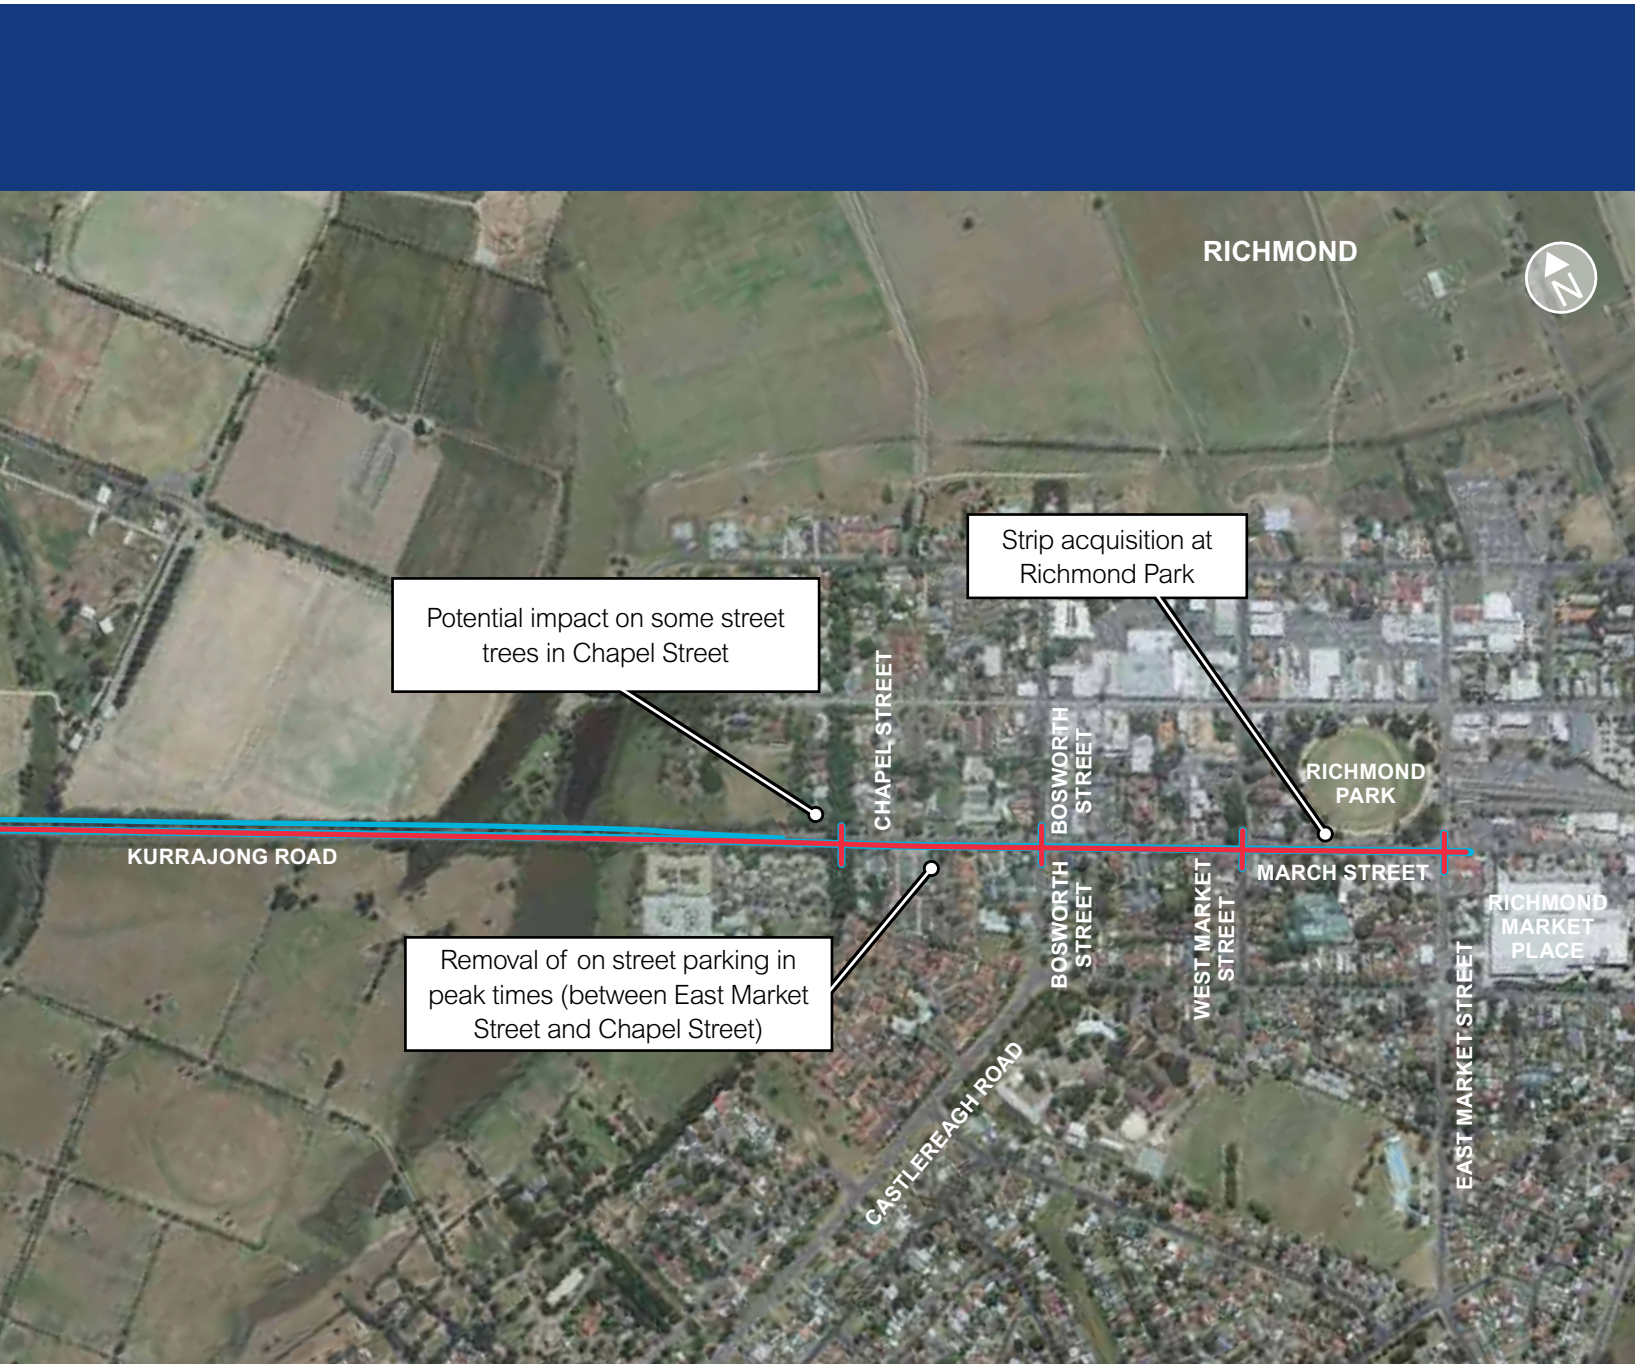 RICHMOND
N
Strip acquisition at
Richmond Park
Potential impact on some street
trees in Chapel Street
CHAPEL STREET
BOSWORTH
STREET
RICHMOND
PARK
KURRAJONG ROAD
MARCH STREET
BOSWORTH
STREET
WEST MARKET
STREET
RICHMOND
MARKET
PLACE
Removal of on street parking in
peak times (between East Market
Street and Chapel Street)
EAST MARKET STREET
CASTLEREAGH ROAD